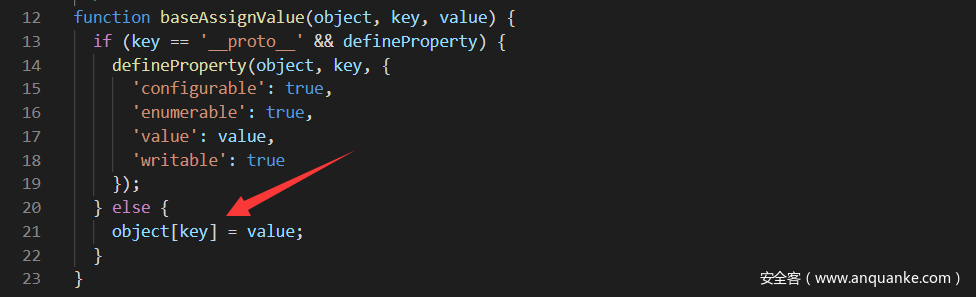 12 function baseAssignValue(object, key, value) {
13   if (key == '__proto__' && defineProperty) {
14     defineProperty(object, key, {
15       'configurable': true,
16       'enumerable': true,
17       'value': value,
18       'writable': true
19     });
20   } else {
21     object[key] = value;
22   }
23 }
安全客（www.anquanke.com）